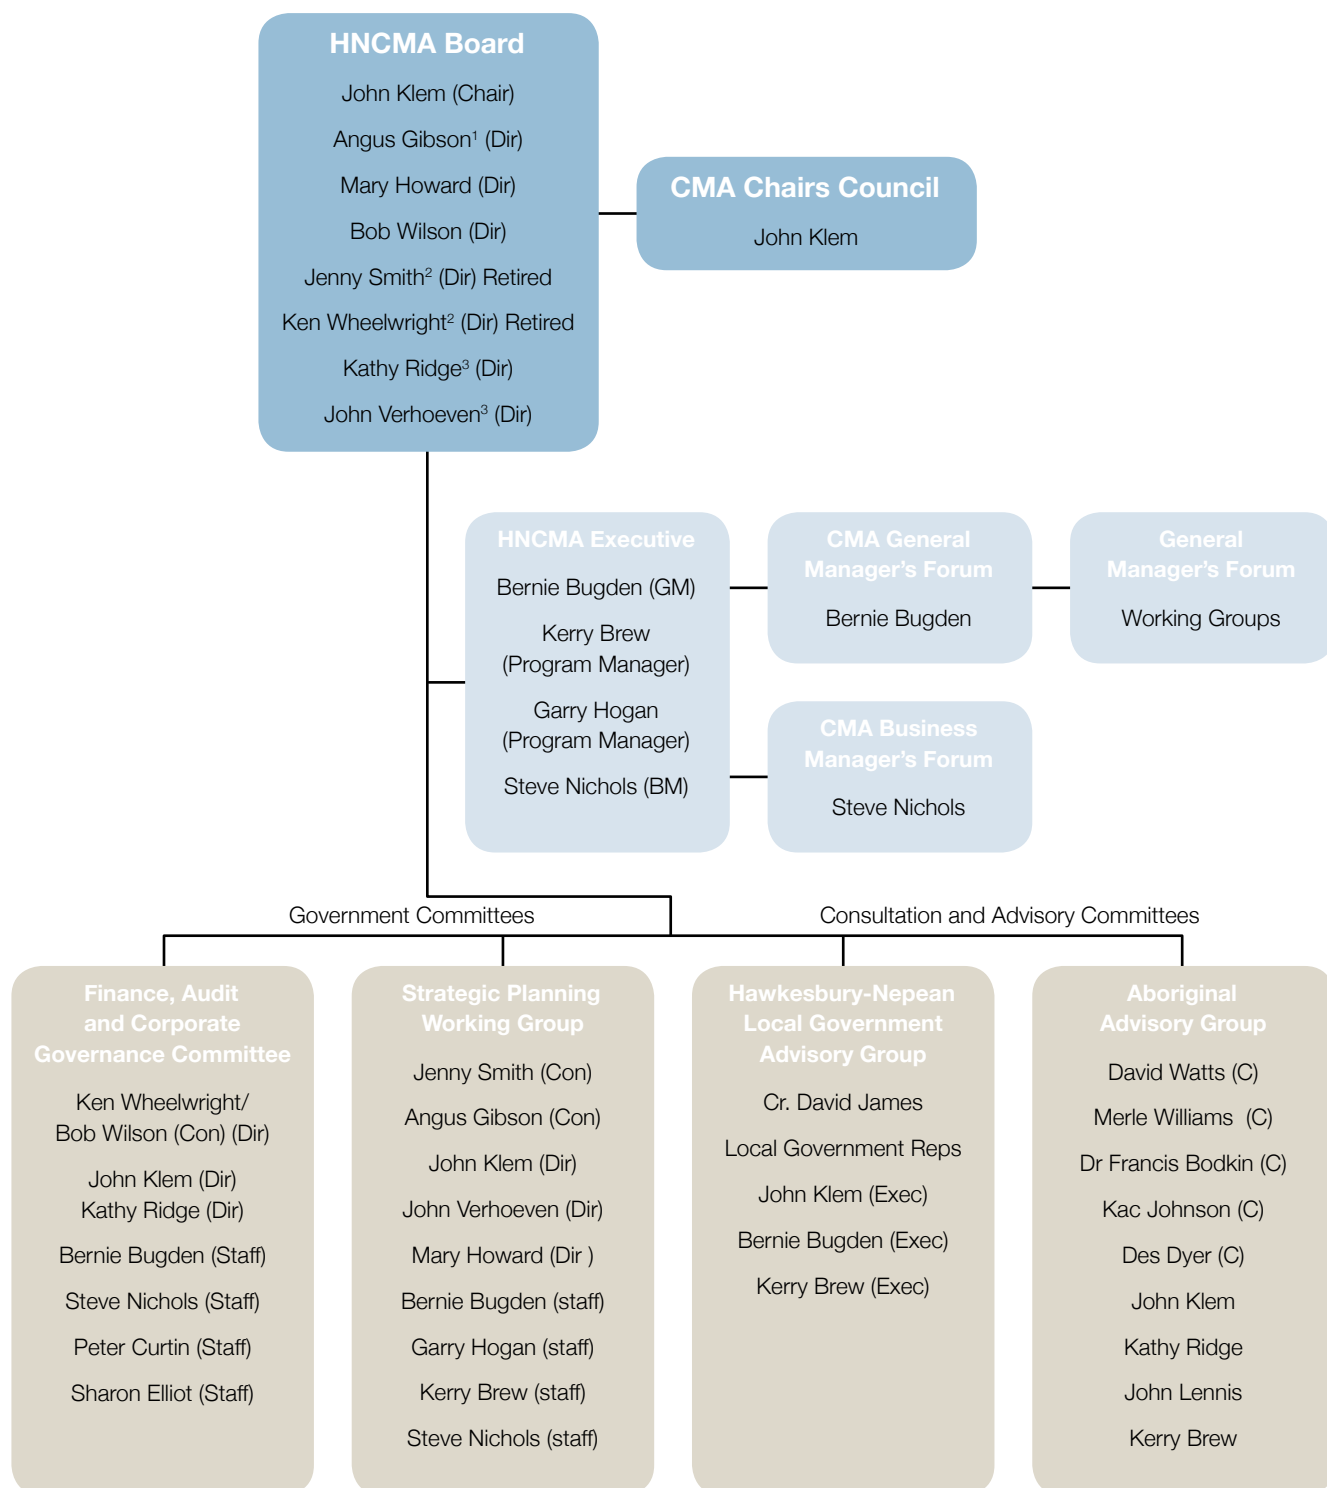 HNCMA Board
John Klem (Chair)
Angus Gibson¹ (Dir)
Mary Howard (Dir)
Bob Wilson (Dir)
Jenny Smith² (Dir) Retired
Ken Wheelwright² (Dir) Retired
Kathy Ridge³ (Dir)
John Verhoeven³ (Dir)
CMA Chairs Council
John Klem
HNCMA Executive
Bernie Bugden (GM)
Kerry Brew
(Program Manager)
Garry Hogan
(Program Manager)
Steve Nichols (BM)
CMA General
Manager's Forum
Bernie Bugden
General
Manager's Forum
Working Groups
CMA Business
Manager's Forum
Steve Nichols
Government Committees
Consultation and Advisory Committees
Finance, Audit
and Corporate
Governance Committee
Ken Wheelwright/
Bob Wilson (Con) (Dir)
John Klem (Dir)
Kathy Ridge (Dir)
Bernie Bugden (Staff)
Steve Nichols (Staff)
Peter Curtin (Staff)
Sharon Elliot (Staff)
Strategic Planning
Working Group
Jenny Smith (Con)
Angus Gibson (Con)
John Klem (Dir)
John Verhoeven (Dir)
Mary Howard (Dir )
Bernie Bugden (staff)
Garry Hogan (staff)
Kerry Brew (staff)
Steve Nichols (staff)
Hawkesbury-Nepean
Local Government
Advisory Group
Cr. David James
Local Government Reps
John Klem (Exec)
Bernie Bugden (Exec)
Kerry Brew (Exec)
Aboriginal
Advisory Group
David Watts (C)
Merle Williams  (C)
Dr Francis Bodkin (C)
Kac Johnson (C)
Des Dyer (C)
John Klem
Kathy Ridge
John Lennis
Kerry Brew